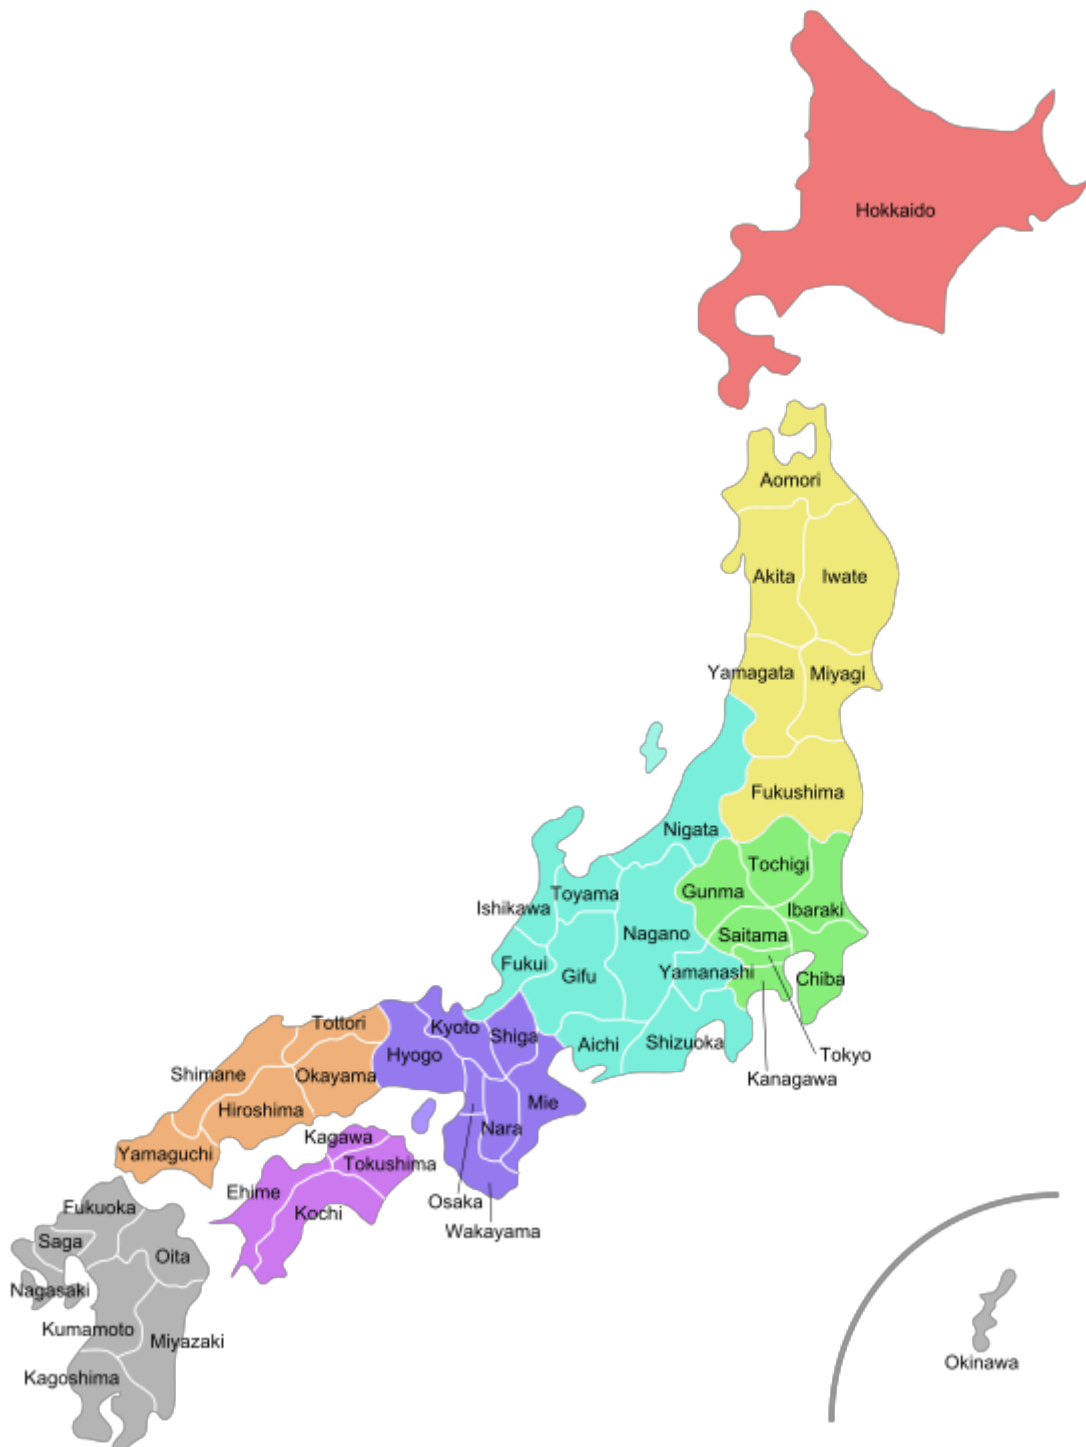 Hokkaido
Aomori
Akita
Iwate
Yamagata
Miyagi
Fukushima
Nigata
Tochigi
Gunma
Toyama
Ishikawa
Ibaraki
Nagano
Saitama
Fukui
Gifu
Yamanashi
Chiba
Tottori
Kyoto
Shiga
Aichi
Shizuoka
Hyogo
Tokyo
Shimane
Okayama
Kanagawa
Hiroshima
Mie
Nara
Kagawa
Yamaguchi
Tokushima
Ehime
Osaka
Fukuoka
Kochi
Wakayama
Saga
Oita
Nagasaki
Kumamoto
Miyazaki
Okinawa
Kagoshima